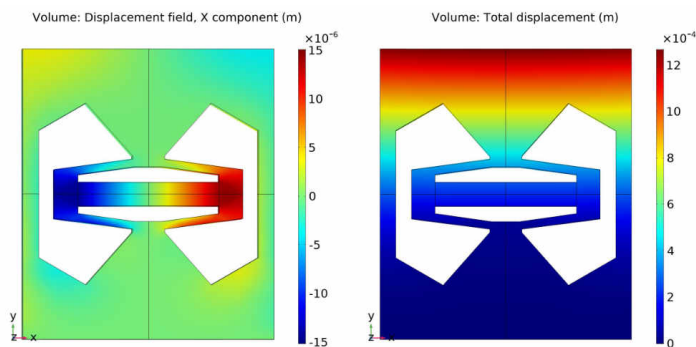 Volume: Displacement field, X component (m)
×10⁻⁶
15
10
5
0
-5
-10
-15
y
z x
Volume: Total displacement (m)
×10⁻⁴
12
10
8
6
4
2
0
y
z x